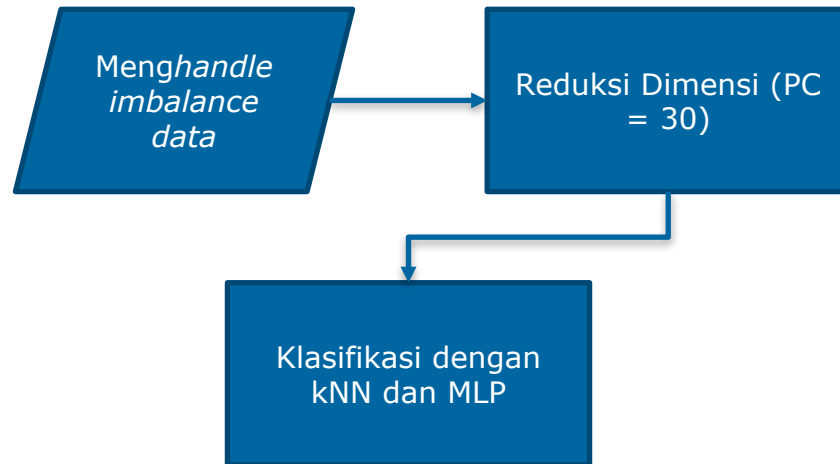 Menghandle
imbalance
data
Reduksi Dimensi (PC
= 30)
Klasifikasi dengan
kNN dan MLP